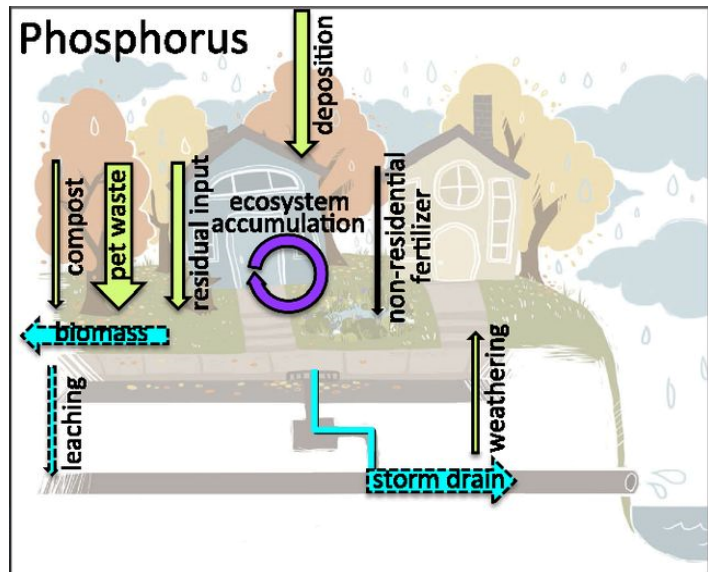 Phosphorus
deposition
compost
pet waste
residual input
ecosystem
accumulation
non-residential
fertilizer
biomass
leaching
weathering
storm drain